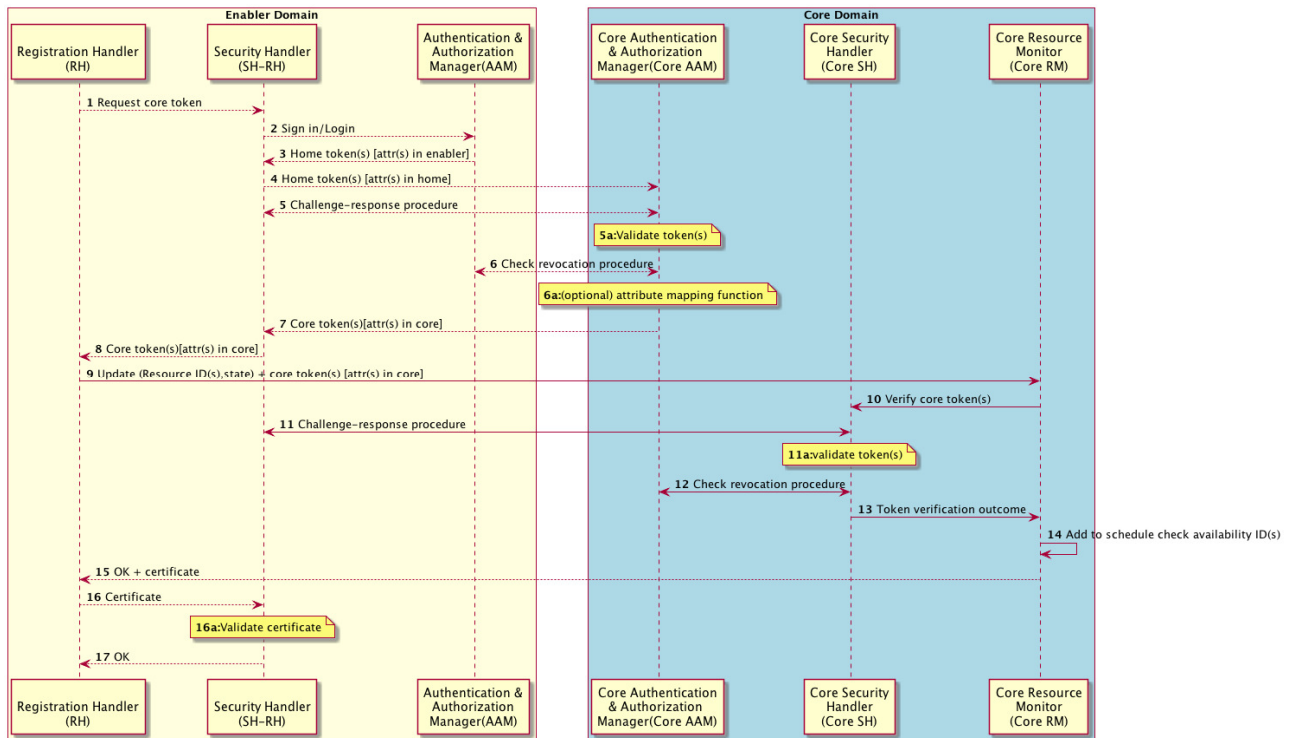 Enabler Domain
Core Domain
Registration Handler
(RH)
Security Handler
(SH-RH)
Authentication &
Authorization
Manager(AAM)
Core Authentication
& Authorization
Manager(Core AAM)
Core Security
Handler
(Core SH)
Core Resource
Monitor
(Core RM)
1 Request core token
2 Sign in/Login
3 Home token(s) [attr(s) in enabler]
4 Home token(s) [attr(s) in home]
5 Challenge-response procedure
5a:Validate token(s)
6 Check revocation procedure
6a:(optional) attribute mapping function
7 Core token(s)[attr(s) in core]
8 Core token(s)[attr(s) in core]
9 Update (Resource ID(s),state) + core token(s) [attr(s) in core]
10 Verify core token(s)
11 Challenge-response procedure
11a:validate token(s)
12 Check revocation procedure
13 Token verification outcome
14 Add to schedule check availability ID(s)
15 OK + certificate
16 Certificate
16a:Validate certificate
17 OK
Registration Handler
(RH)
Security Handler
(SH-RH)
Authentication &
Authorization
Manager(AAM)
Core Authentication
& Authorization
Manager(Core AAM)
Core Security
Handler
(Core SH)
Core Resource
Monitor
(Core RM)